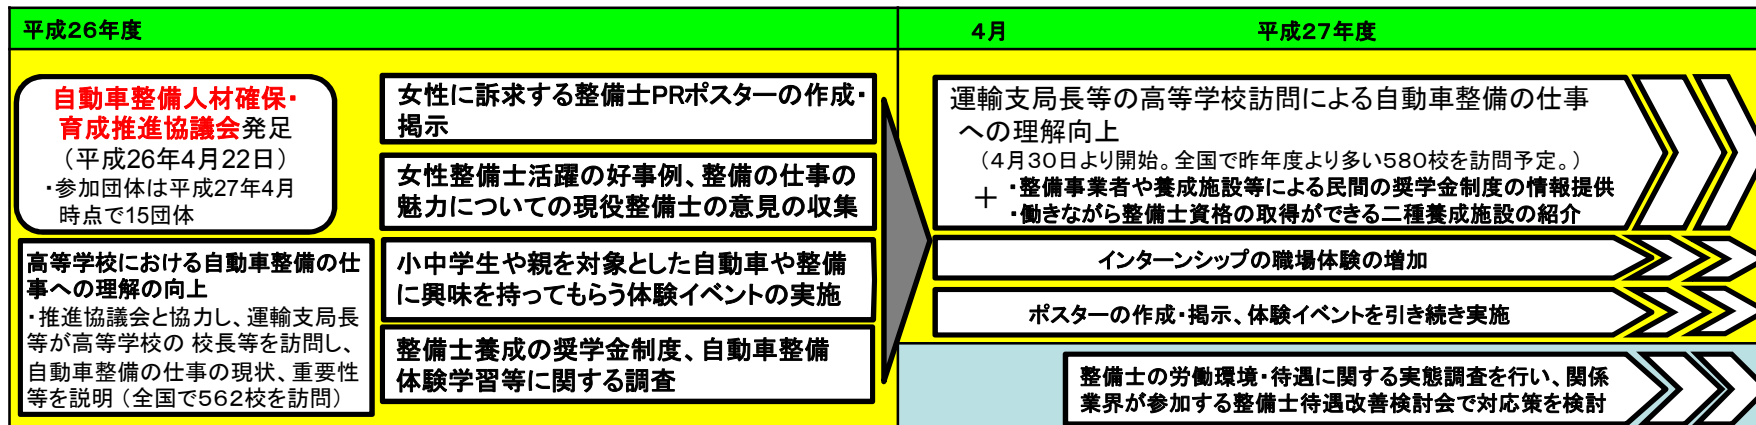 平成26年度
4月
平成27年度
自動車整備人材確保・
育成推進協議会発足
（平成26年4月22日）
・参加団体は平成27年4月
時点で15団体
高等学校における自動車整備の仕
事への理解の向上
・推進協議会と協力し、運輸支局長
等が高等学校の 校長等を訪問し、
自動車整備の仕事の現状、重要性
等を説明（全国で562校を訪問）
女性に訴求する整備士PRポスターの作成・
掲示
女性整備士活躍の好事例、整備の仕事の
魅力についての現役整備士の意見の収集
小中学生や親を対象とした自動車や整備
に興味を持ってもらう体験イベントの実施
整備士養成の奨学金制度、自動車整備
体験学習等に関する調査
運輸支局長等の高等学校訪問による自動車整備の仕事
への理解向上
（4月30日より開始。全国で昨年度より多い580校を訪問予定。）
＋ ・整備事業者や養成施設等による民間の奨学金制度の情報提供
・働きながら整備士資格の取得ができる二種養成施設の紹介
インターンシップの職場体験の増加
ポスターの作成・掲示、体験イベントを引き続き実施
整備士の労働環境・待遇に関する実態調査を行い、関係
業界が参加する整備士待遇改善検討会で対応策を検討